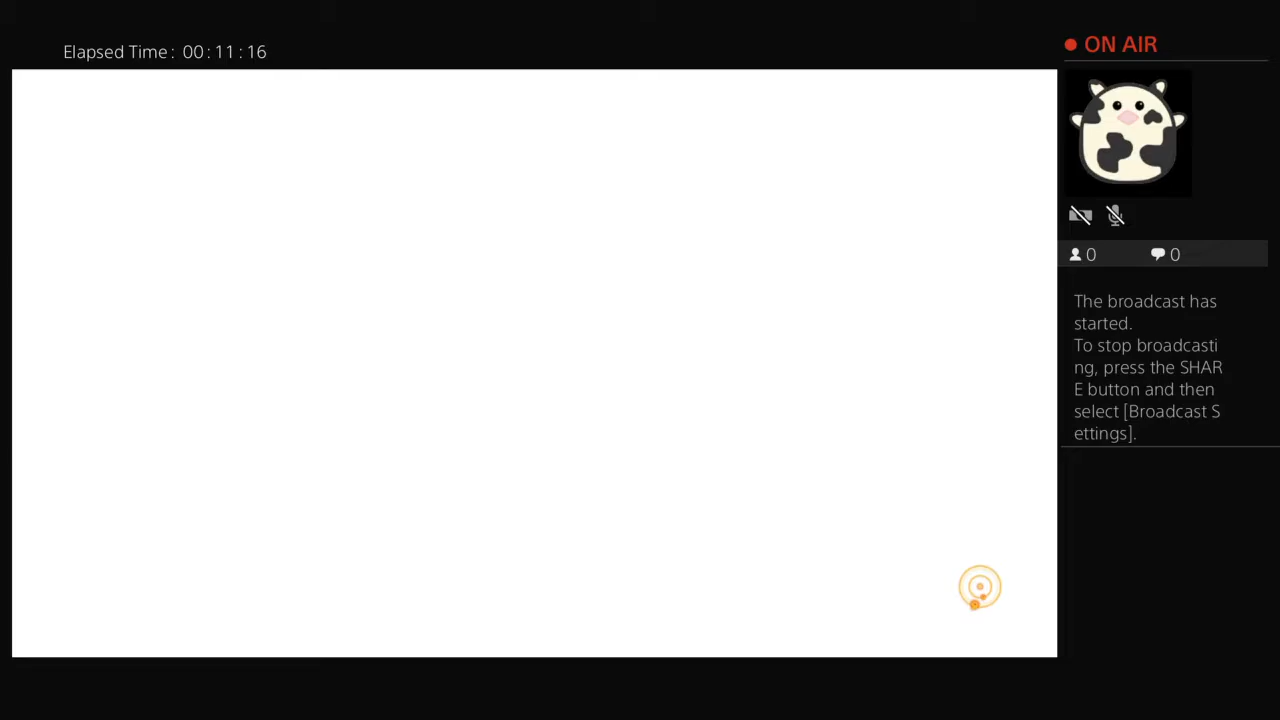 Elapsed Time: 00:11:16
ON AIR
0
0
The broadcast has
started.
To stop broadcasti
ng, press the SHAR
E button and then
select [Broadcast S
ettings].